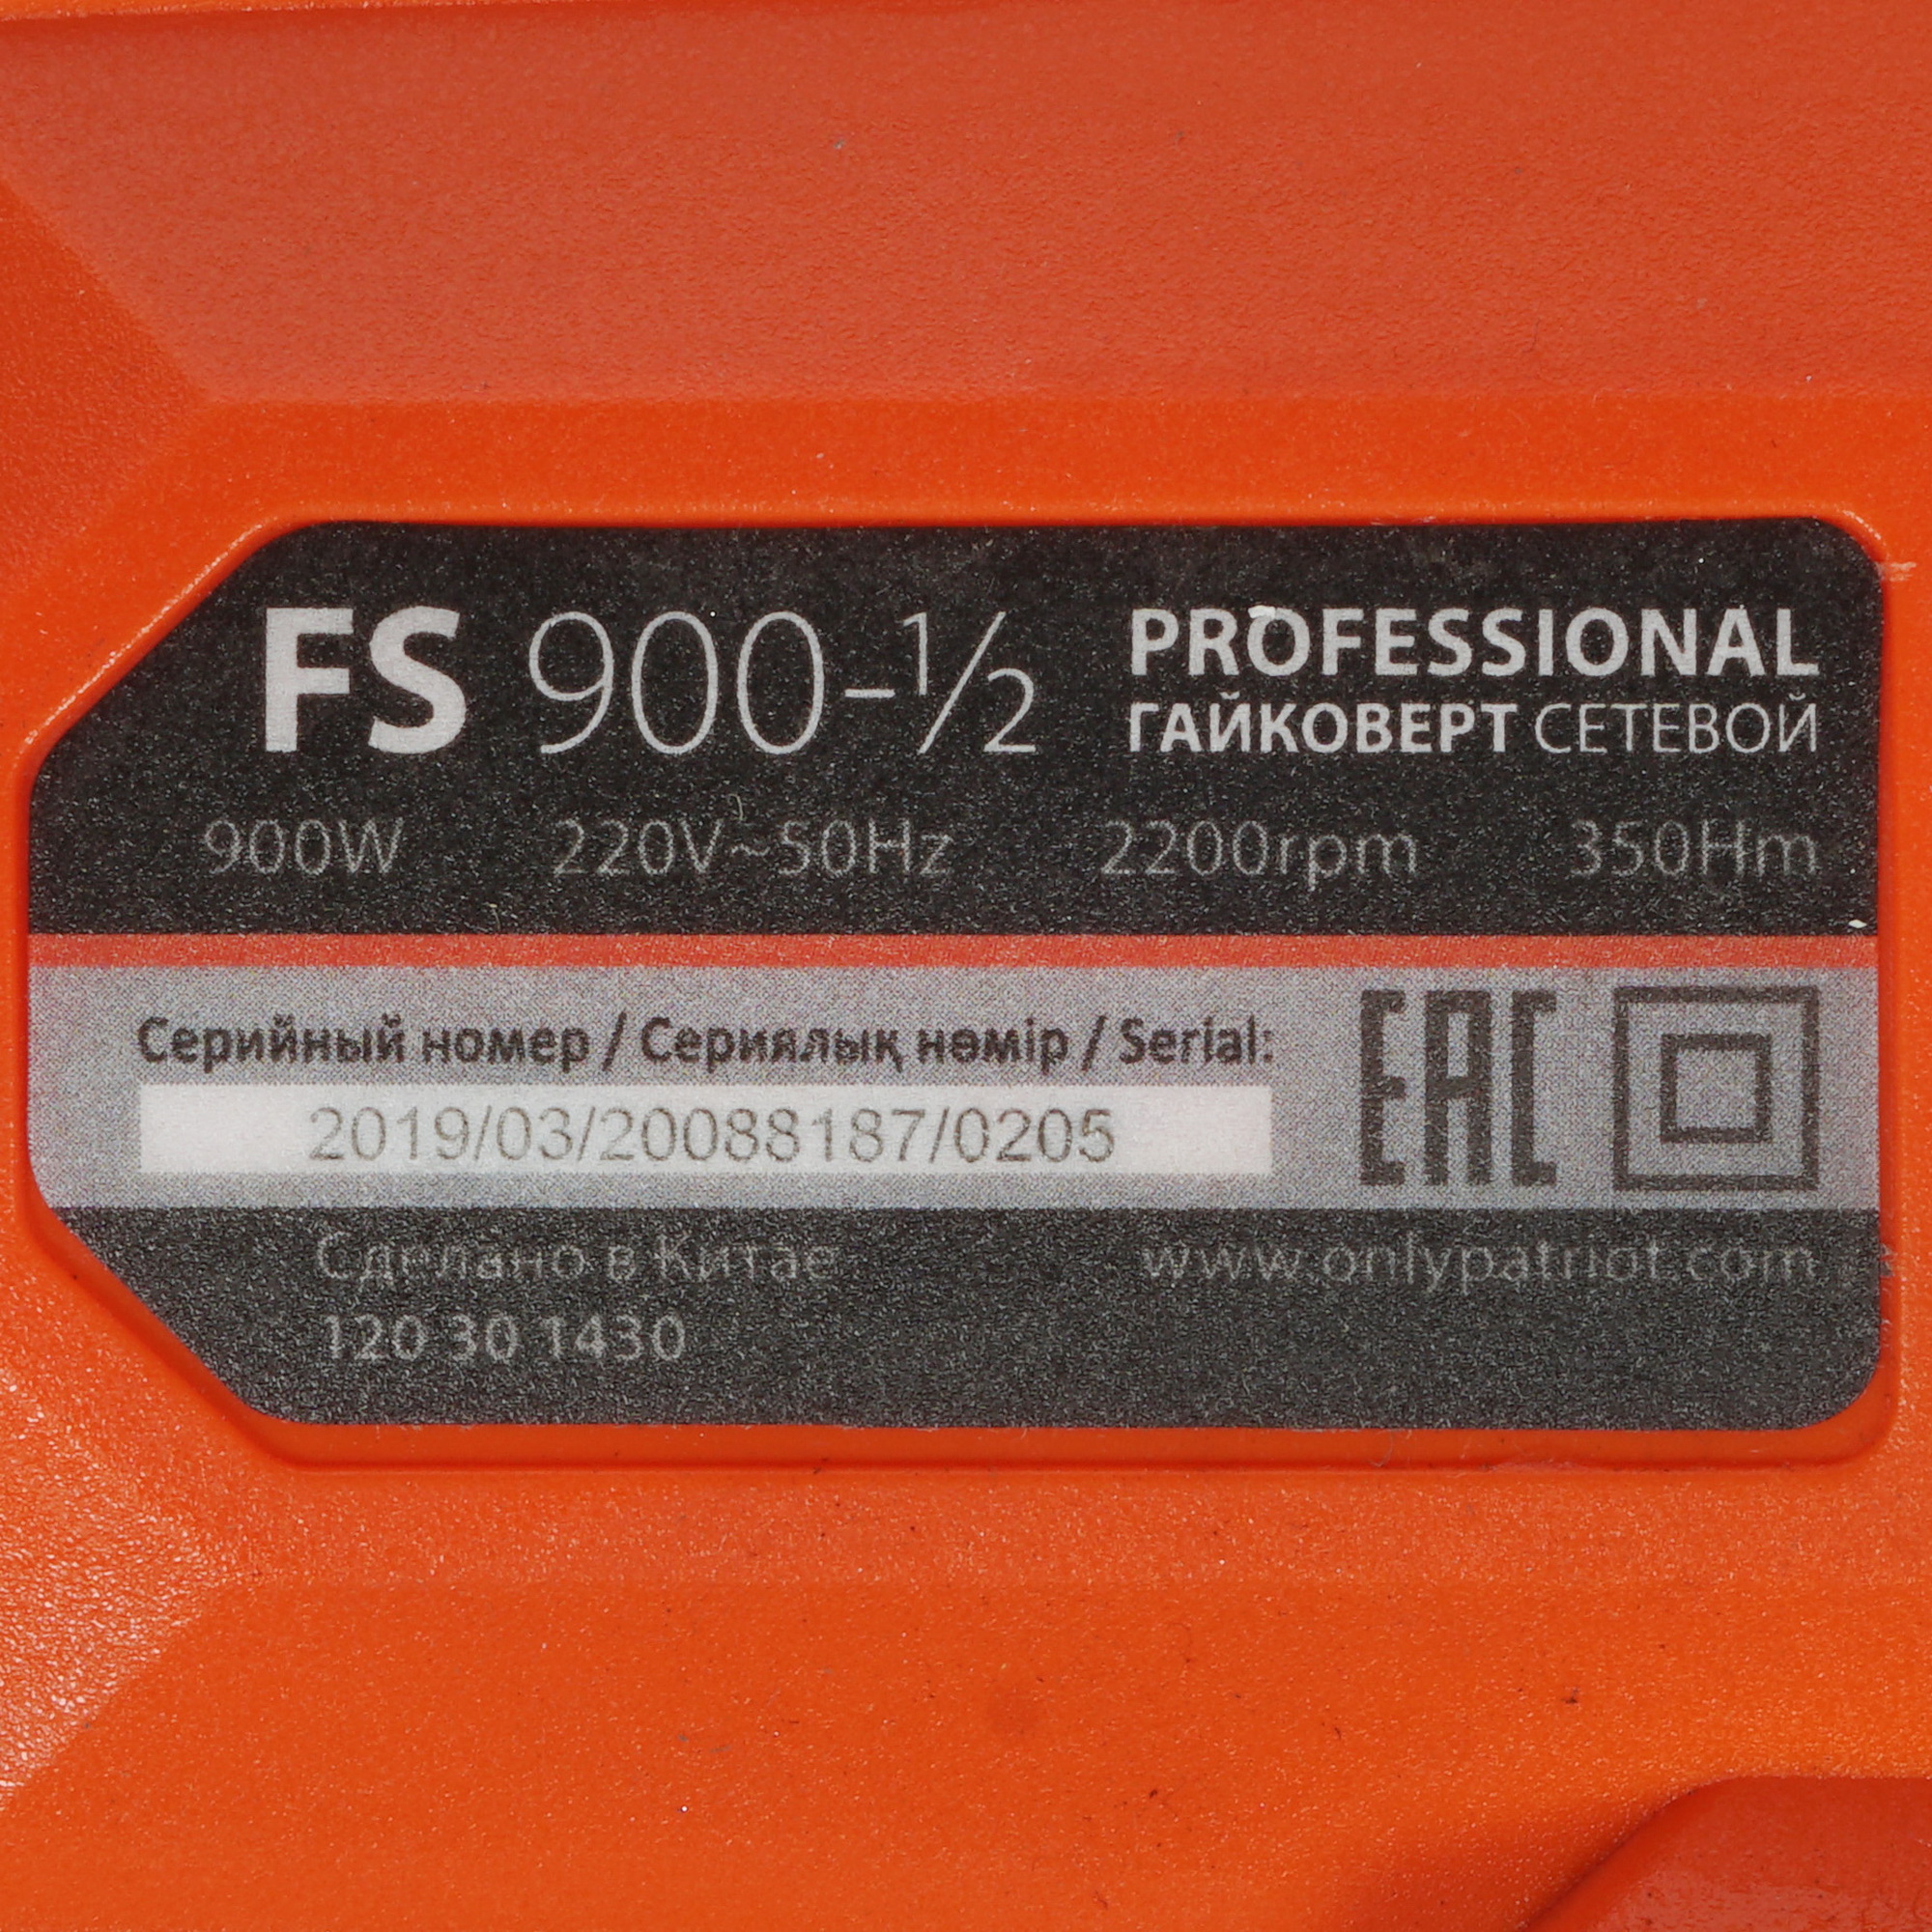 FS 900-½ PROFESSIONAL
ГАЙКОВЕРТ СЕТЕВОЙ
900W 220V~50Hz 2200rpm 350Hm
Серийный номер / Сериялық нөмір / Serial:
2019/03/20088187/0205
EAC
Сделано в Китае www.onlypatriot.com
120 30 1430